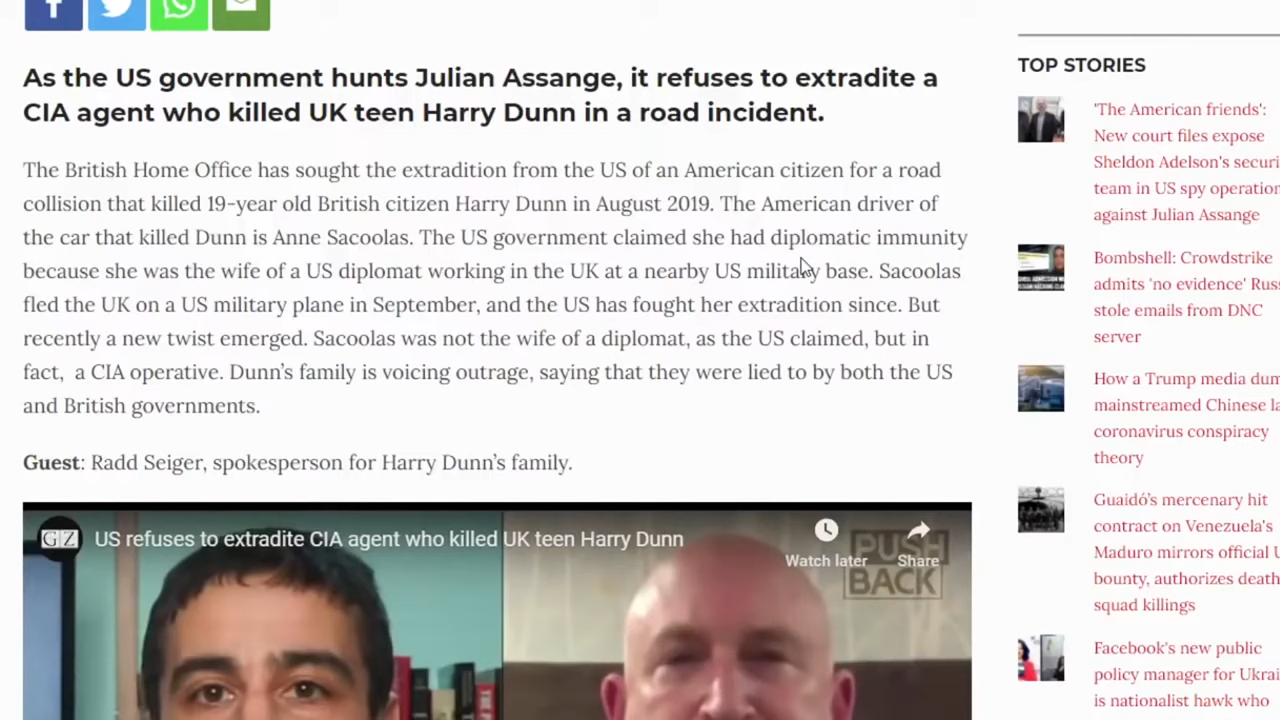 As the US government hunts Julian Assange, it refuses to extradite a
CIA agent who killed UK teen Harry Dunn in a road incident.
The British Home Office has sought the extradition from the US of an American citizen for a road
collision that killed 19-year old British citizen Harry Dunn in August 2019. The American driver of
the car that killed Dunn is Anne Sacoolas. The US government claimed she had diplomatic immunity
because she was the wife of a US diplomat working in the UK at a nearby US military base. Sacoolas
fled the UK on a US military plane in September, and the US has fought her extradition since. But
recently a new twist emerged. Sacoolas was not the wife of a diplomat, as the US claimed, but in
fact, a CIA operative. Dunn’s family is voicing outrage, saying that they were lied to by both the US
and British governments.
Guest: Radd Seiger, spokesperson for Harry Dunn’s family.
GZ US refuses to extradite CIA agent who killed UK teen Harry Dunn
Watch later Share
PUSH
BACK
TOP STORIES
'The American friends':
New court files expose
Sheldon Adelson's securi
team in US spy operation
against Julian Assange
Bombshell: Crowdstrike
admits 'no evidence' Rus
stole emails from DNC
server
How a Trump media dum
mainstreamed Chinese la
coronavirus conspiracy
theory
Guaidó’s mercenary hit
contract on Venezuela’s
Maduro mirrors official U
bounty, authorizes death
squad killings
Facebook’s new public
policy manager for Ukrai
is nationalist hawk who